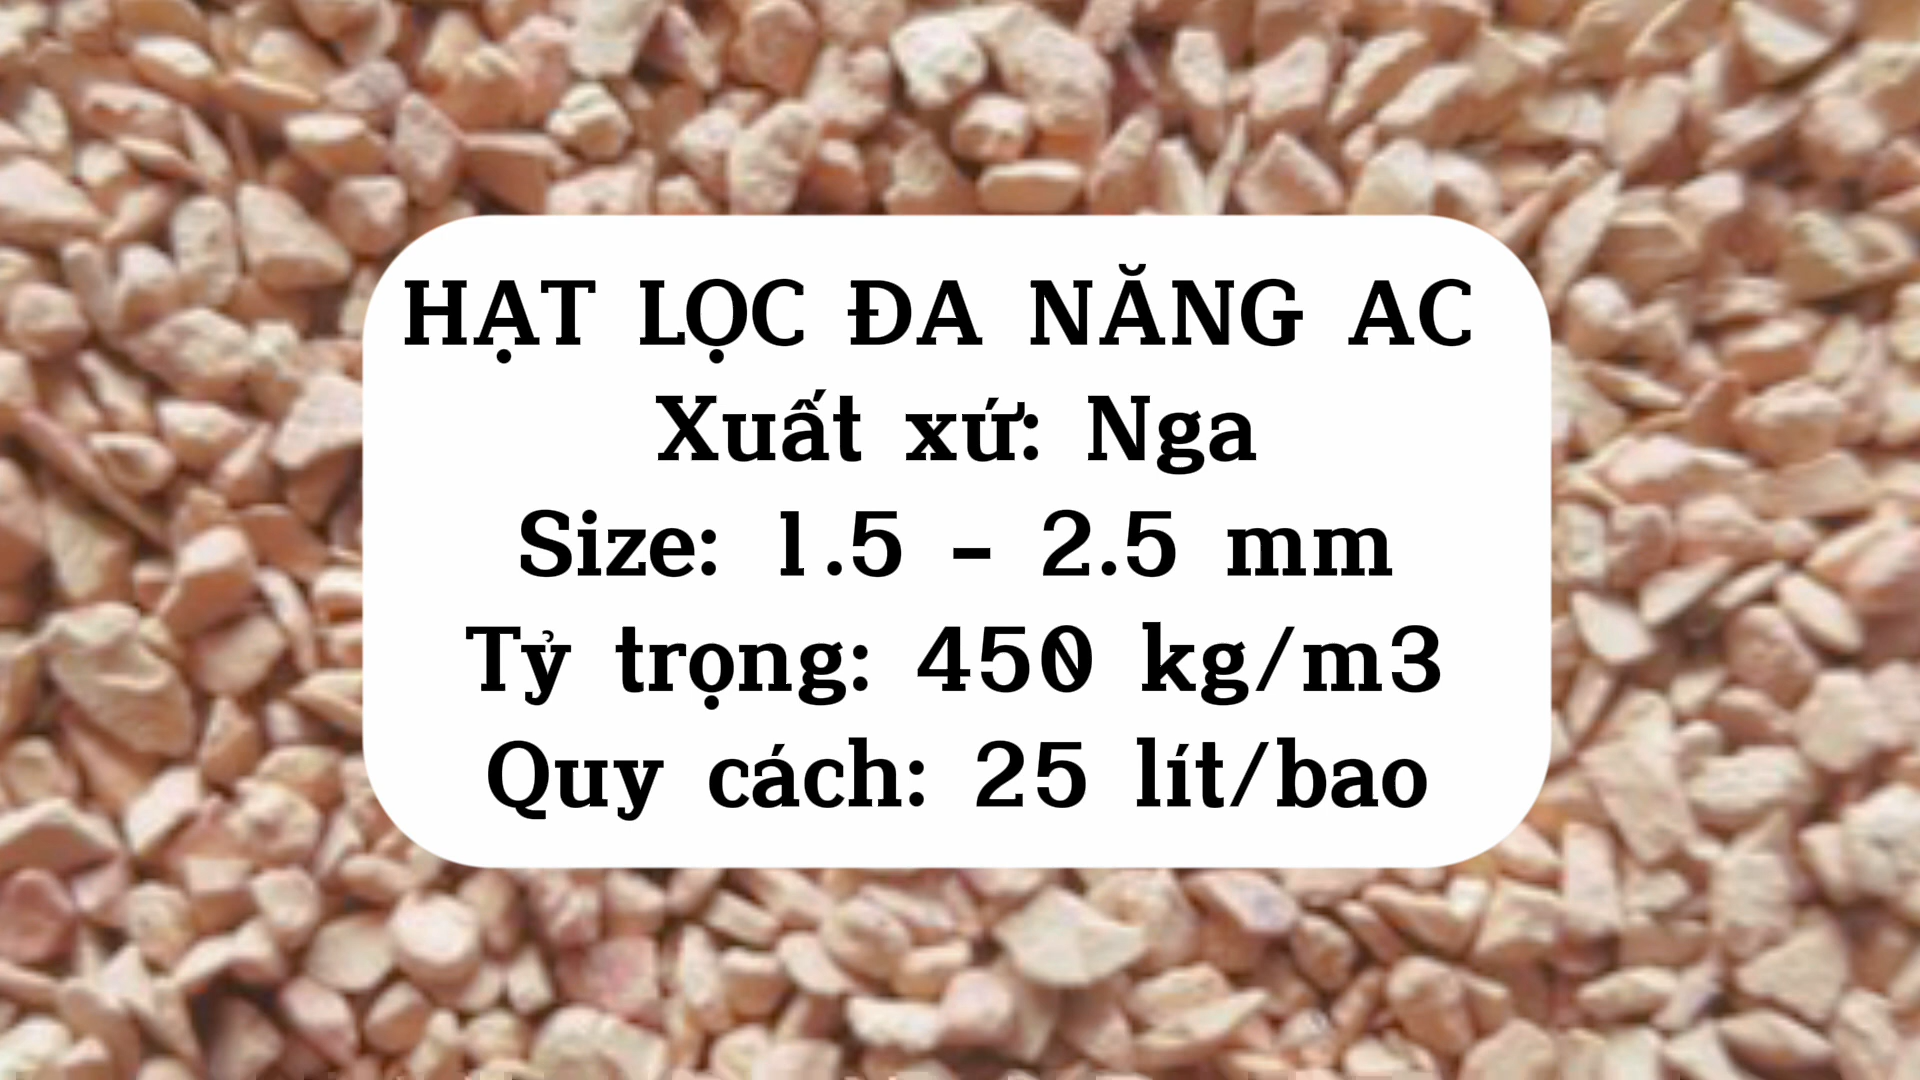 HẠT LỌC ĐA NĂNG AC
Xuất xứ: Nga
Size: 1.5 - 2.5 mm
Tỷ trọng: 450 kg/m3
Quy cách: 25 lít/bao